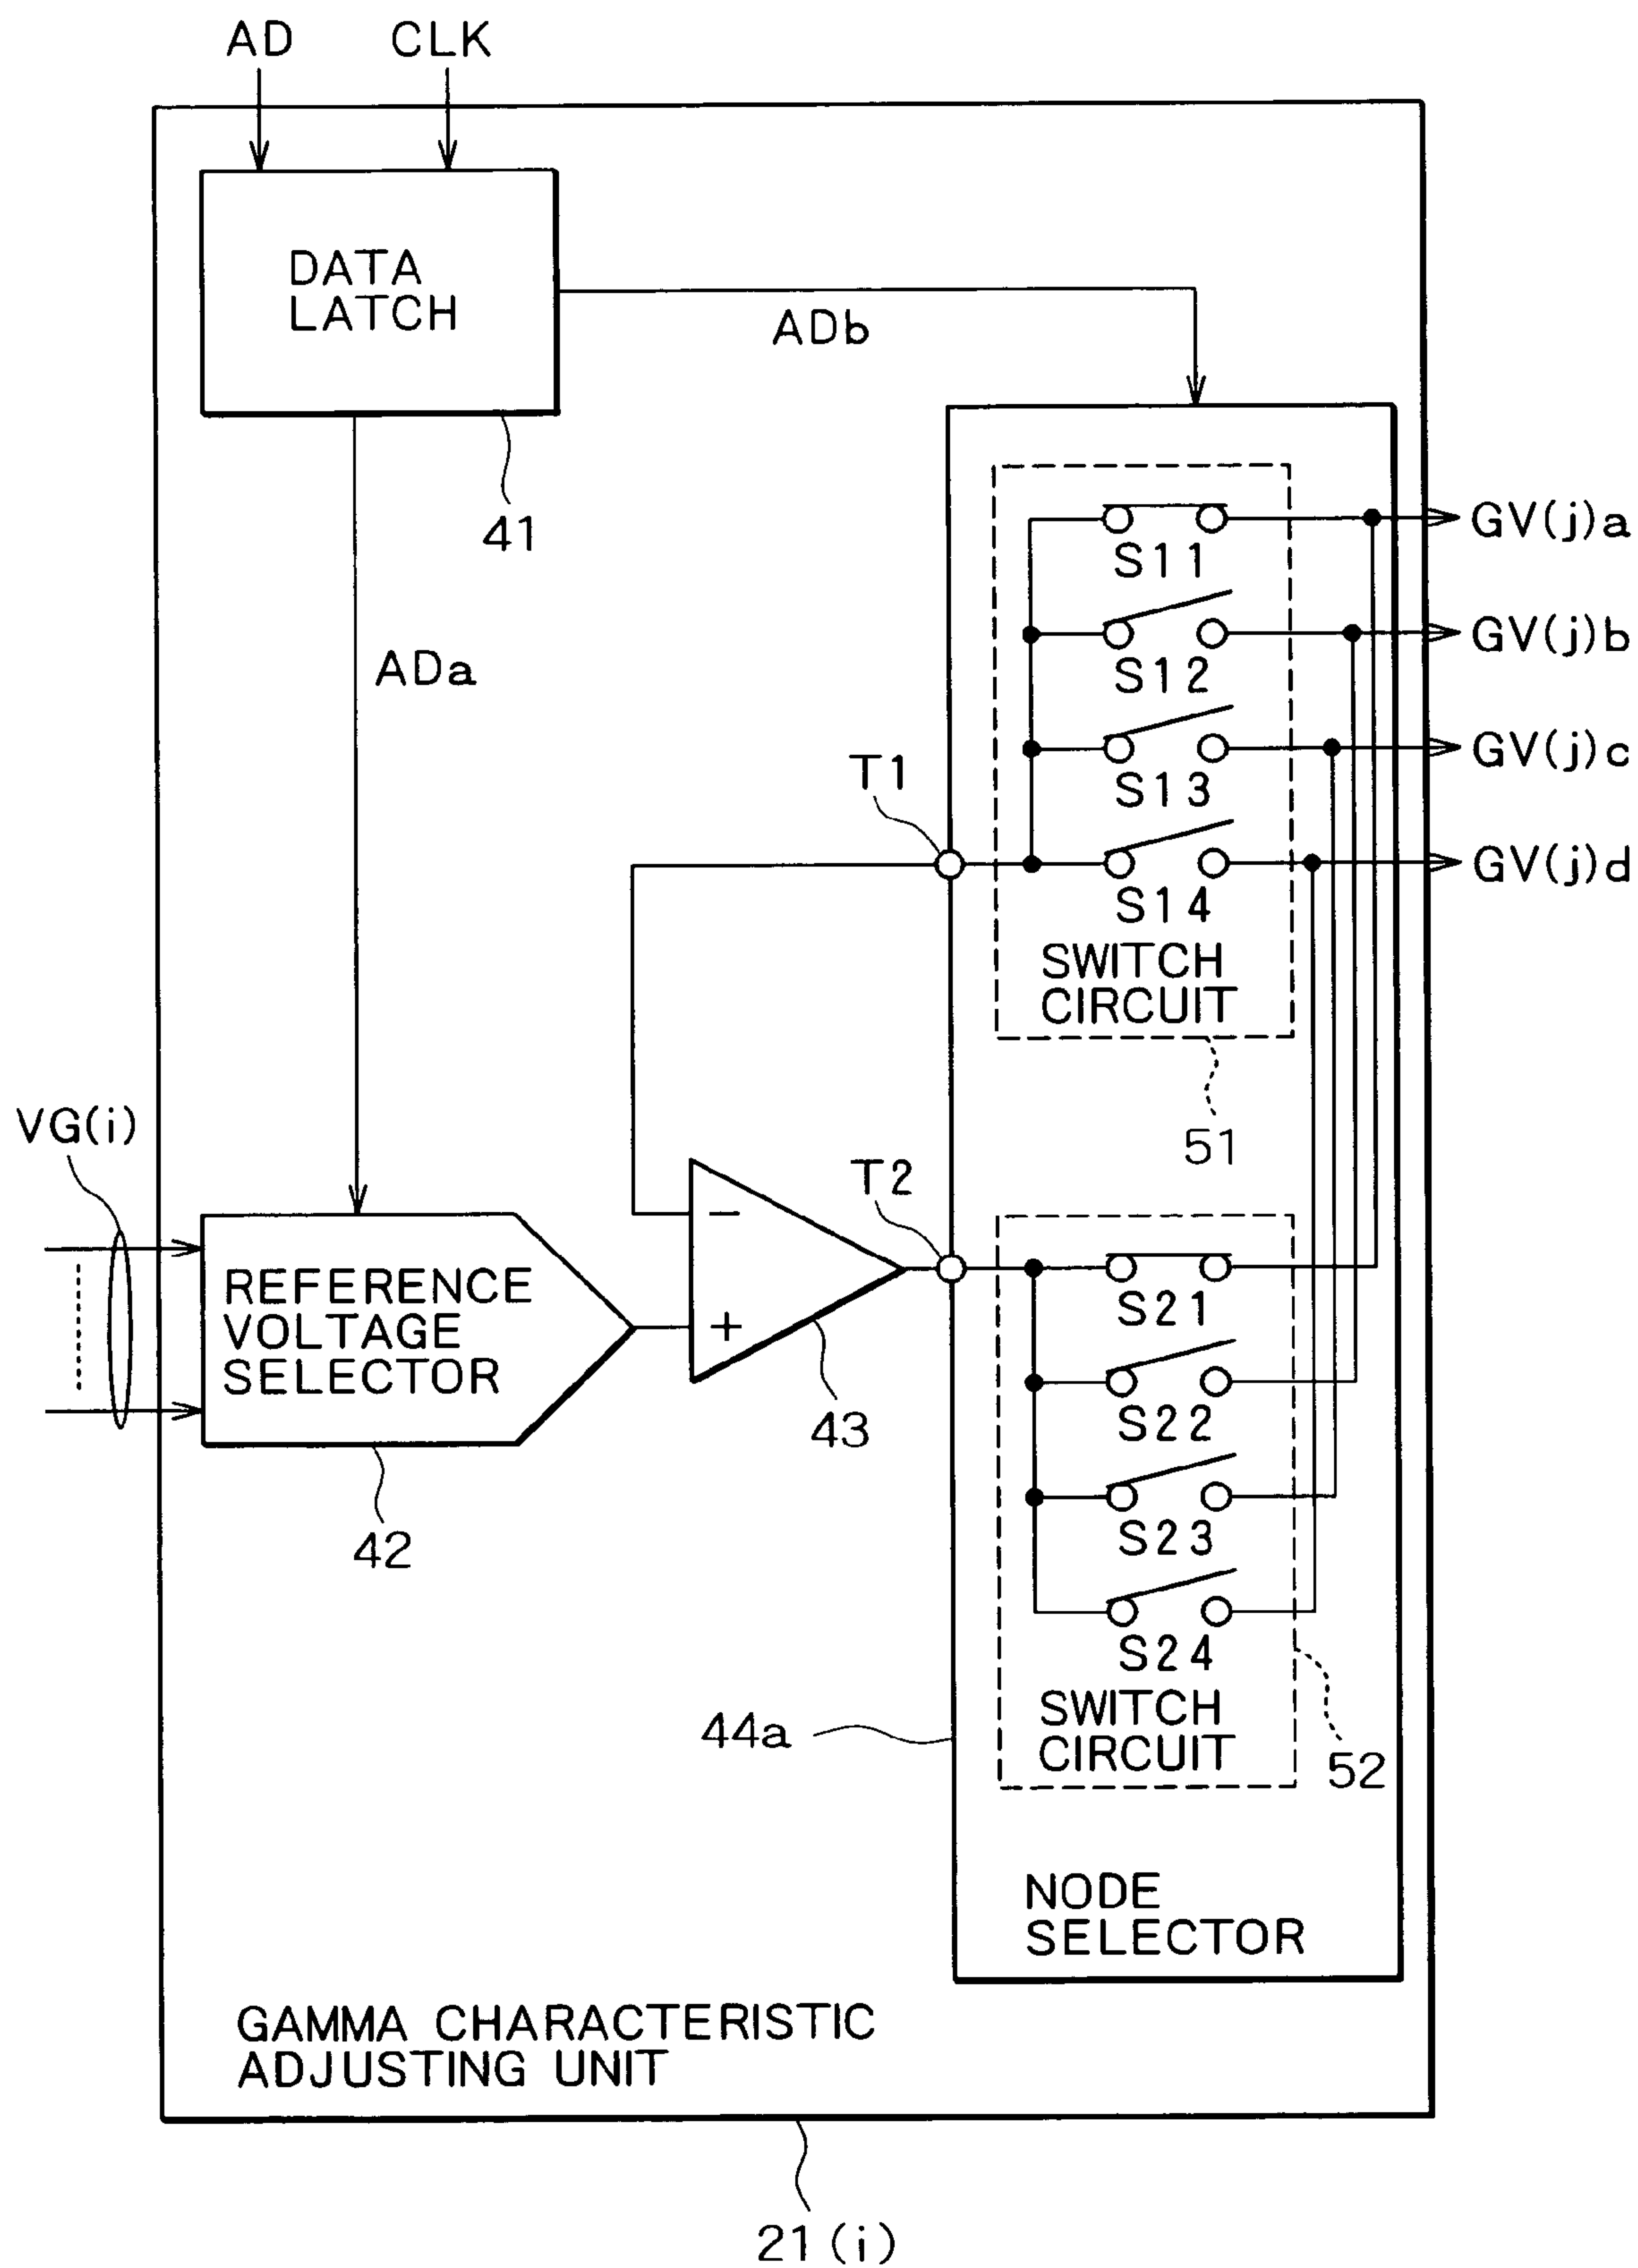 AD
CLK
DATA
LATCH
ADb
41
ADa
GV(j)a
S11
GV(j)b
S12
GV(j)c
S13
T1
GV(j)d
S14
SWITCH
CIRCUIT
51
VG(i)
T2
−
+
REFERENCE
VOLTAGE
SELECTOR
43
42
S21
S22
S23
S24
SWITCH
CIRCUIT
52
44a
NODE
SELECTOR
GAMMA CHARACTERISTIC
ADJUSTING UNIT
21(i)